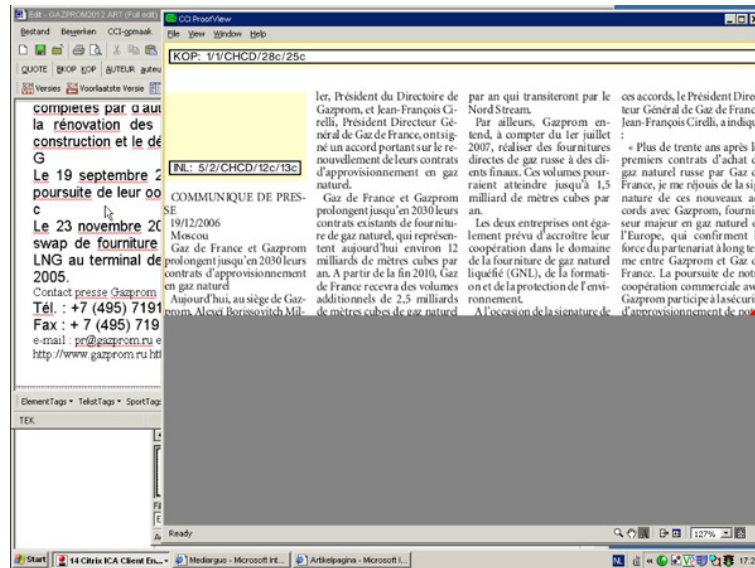 Edit - GAZPROM2012.ART (Full edit)
Bestand Bewerken CCI-opmaak
QUOTE BKOP KOP AUTEUR auteu
Versies Voorlaatste Versie
complétés par d'aut
la rénovation des
construction et le dé
G
Le 19 septembre 2
poursuite de leur oo
c
Le 23 novembre 20
swap de fourniture
LNG au terminal de
2005.
Contact presse Gazprom
Tél. : +7 (495) 7191
Fax : + 7 (495) 719
e-mail : pr@gazprom.ru e
http://www.gazprom.ru htt
ElementTags TekstTags SportTag
TEK
CCI ProofView
File View Window Help
KOP: 1/1/CHCD/28c/25c
INL: 5/2/CHCD/12c/13c
COMMUNIQUE DE PRES-
SE
19/12/2006
Moscou
Gaz de France et Gazprom
prolongent jusqu'en 2030 leurs
contrats d'approvisionnement
en gaz naturel
Aujourd'hui, au siège de Gaz-
prom, Alexeï Borissovitch Mil-
ler, Président du Directoire de
Gazprom, et Jean-François Ci-
relli, Président Directeur Gé-
néral de Gaz de France, ont sig-
né un accord portant sur le re-
nouvellement de leurs contrats
d'approvisionnement en gaz
naturel.
Gaz de France et Gazprom
prolongent jusqu'en 2030 leurs
contrats existants de fournitu-
re de gaz naturel, qui représen-
tent aujourd'hui environ 12
milliards de mètres cubes par
an. A partir de la fin 2010, Gaz
de France recevra des volumes
additionnels de 2,5 milliards
de mètres cubes de gaz naturel
par an qui transiteront par le
Nord Stream.
Par ailleurs, Gazprom en-
tend, à compter du 1er juillet
2007, réaliser des fournitures
directes de gaz russe à des cli-
ents finaux. Ces volumes pour-
raient atteindre jusqu'à 1,5
milliard de mètres cubes par
an.
Les deux entreprises ont éga-
lement prévu d'accroître leur
coopération dans le domaine
de la fourniture de gaz naturel
liquéfié (GNL), de la formati-
on et de la protection de l'envi-
ronnement.
A l'occasion de la signature de
ces accords, le Président Direc
teur Général de Gaz de France
Jean-François Cirelli, a indiqu
:
« Plus de trente ans après le
premiers contrats d'achat d
gaz naturel russe par Gaz d
France, je me réjouis de la sig
nature de ces nouveaux ac
cords avec Gazprom, fournis
seur majeur en gaz naturel d
l'Europe, qui confirment l
force du partenariat à long ter
me entre Gazprom et Gaz d
France. La poursuite de notr
coopération commerciale ave
Gazprom participe à la sécurit
d'approvisionnement de nos
Ready
127%
Start
14 Citrix ICA Client En...
Mediargus - Microsoft Int...
Artikelpagina - Microsoft I...
NL
17:2